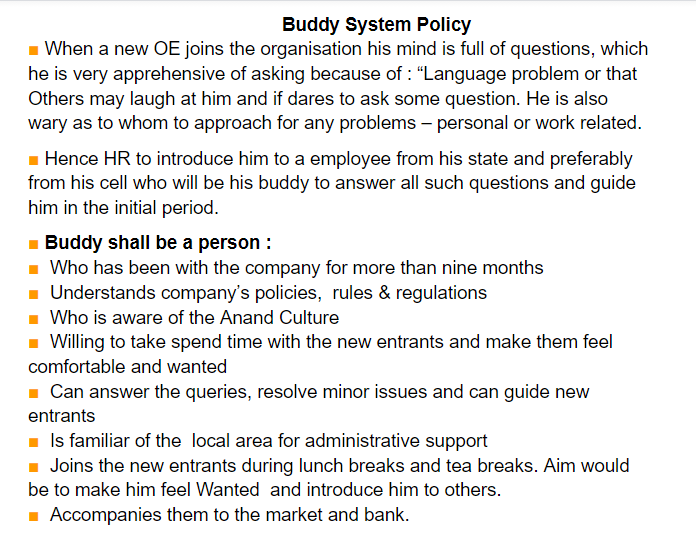 Buddy System Policy
■ When a new OE joins the organisation his mind is full of questions, which
he is very apprehensive of asking because of : “Language problem or that
Others may laugh at him and if dares to ask some question. He is also
wary as to whom to approach for any problems – personal or work related.
■ Hence HR to introduce him to a employee from his state and preferably
from his cell who will be his buddy to answer all such questions and guide
him in the initial period.
■ Buddy shall be a person :
■ Who has been with the company for more than nine months
■ Understands company’s policies, rules & regulations
■ Who is aware of the Anand Culture
■ Willing to take spend time with the new entrants and make them feel
comfortable and wanted
■ Can answer the queries, resolve minor issues and can guide new
entrants
■ Is familiar of the local area for administrative support
■ Joins the new entrants during lunch breaks and tea breaks. Aim would
be to make him feel Wanted and introduce him to others.
■ Accompanies them to the market and bank.